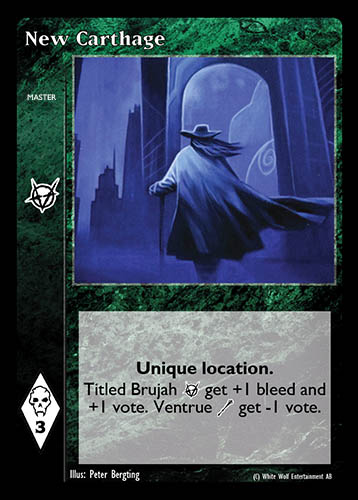 New Carthage
MASTER
Unique location.
Titled Brujah get +1 bleed and
+1 vote. Ventrue get -1 vote.
3
Illus: Peter Bergting
(C) White Wolf Entertainment AB